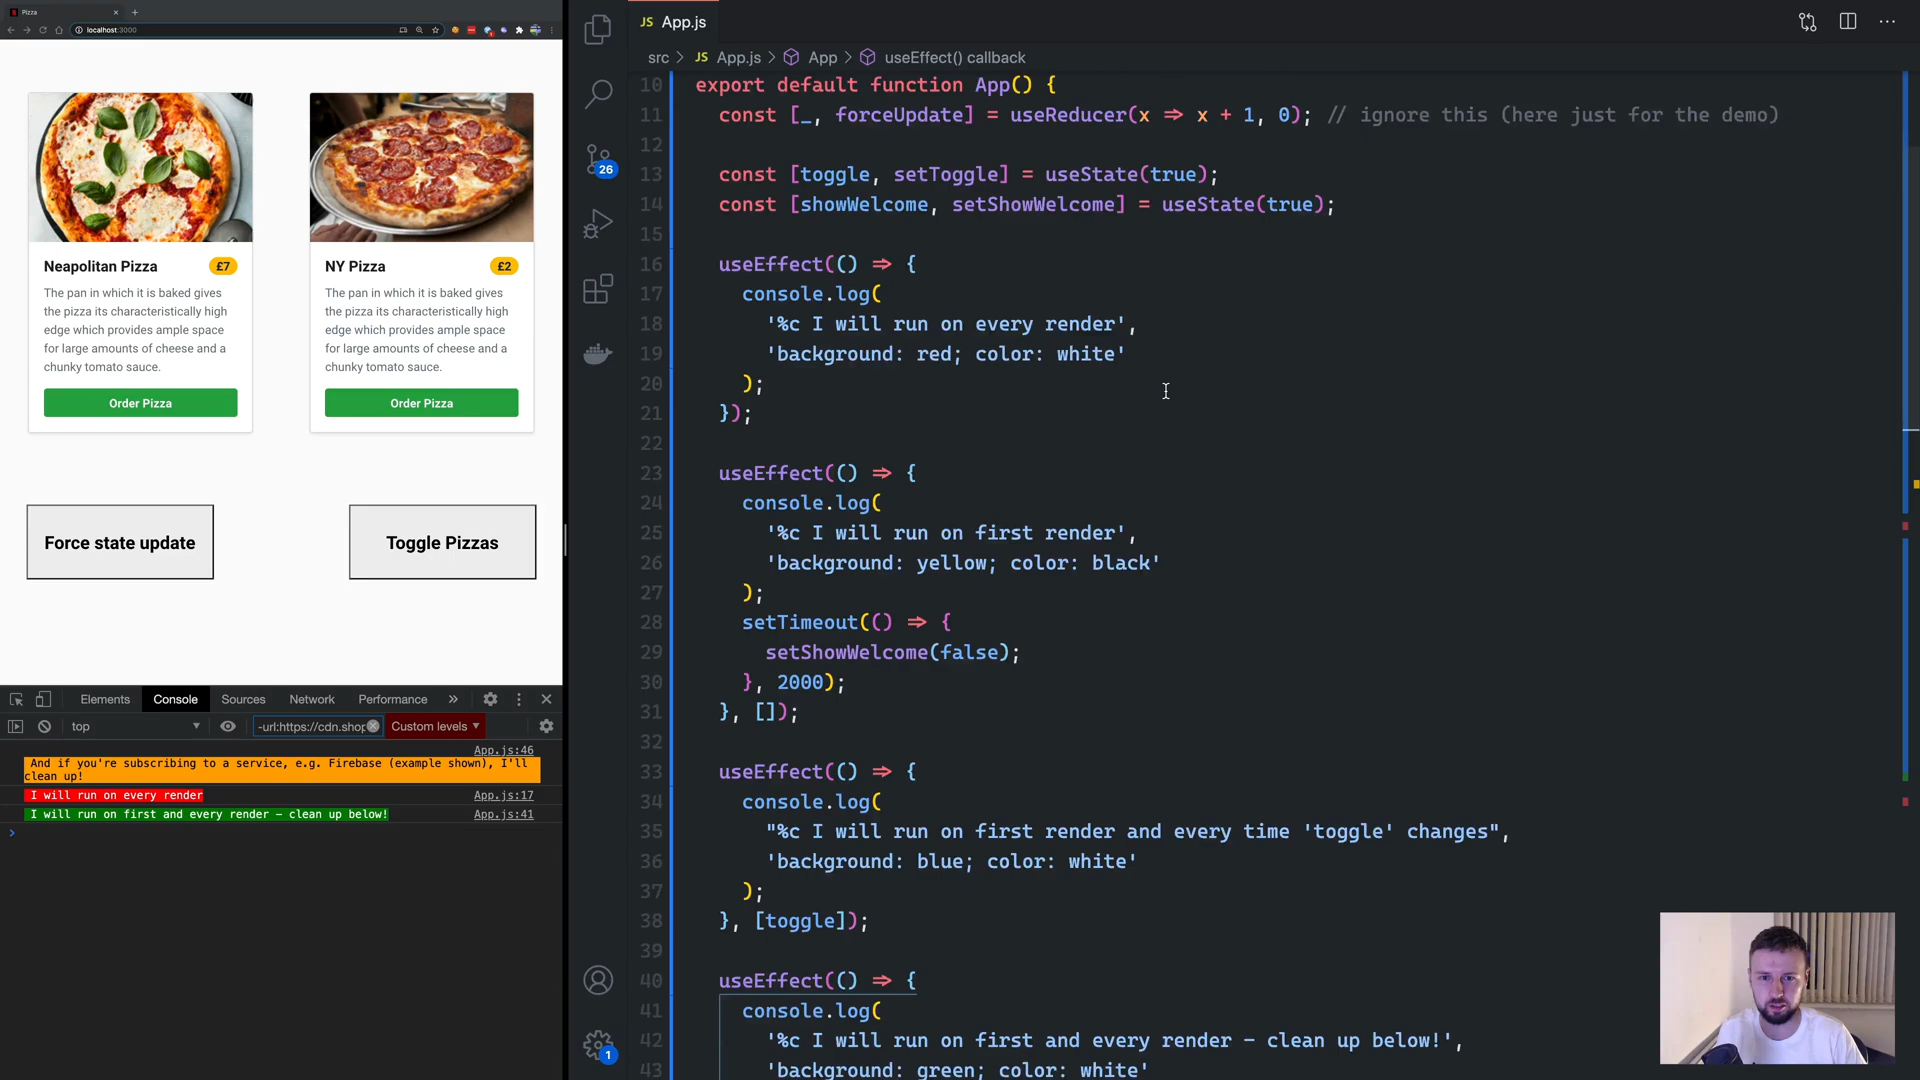 Pizza
localhost:3000
Neapolitan Pizza £7
The pan in which it is baked gives
the pizza its characteristically high
edge which provides ample space
for large amounts of cheese and a
chunky tomato sauce.
Order Pizza
NY Pizza £2
The pan in which it is baked gives
the pizza its characteristically high
edge which provides ample space
for large amounts of cheese and a
chunky tomato sauce.
Order Pizza
Force state update
Toggle Pizzas
Elements Console Sources Network Performance »
top -url:https://cdn.shop Custom levels
App.js:46
And if you're subscribing to a service, e.g. Firebase (example shown), I'll
clean up!
I will run on every render App.js:17
I will run on first and every render – clean up below! App.js:41
26
1
JS App.js
src > JS App.js > App > useEffect() callback
10 export default function App() {
11 const [_, forceUpdate] = useReducer(x => x + 1, 0); // ignore this (here just for the demo)
12
13 const [toggle, setToggle] = useState(true);
14 const [showWelcome, setShowWelcome] = useState(true);
15
16 useEffect(() => {
17 console.log(
18 '%c I will run on every render',
19 'background: red; color: white'
20 );
21 });
22
23 useEffect(() => {
24 console.log(
25 '%c I will run on first render',
26 'background: yellow; color: black'
27 );
28 setTimeout(() => {
29 setShowWelcome(false);
30 }, 2000);
31 }, []);
32
33 useEffect(() => {
34 console.log(
35 "%c I will run on first render and every time 'toggle' changes",
36 'background: blue; color: white'
37 );
38 }, [toggle]);
39
40 useEffect(() => {
41 console.log(
42 '%c I will run on first and every render – clean up below!',
43 'background: green; color: white'